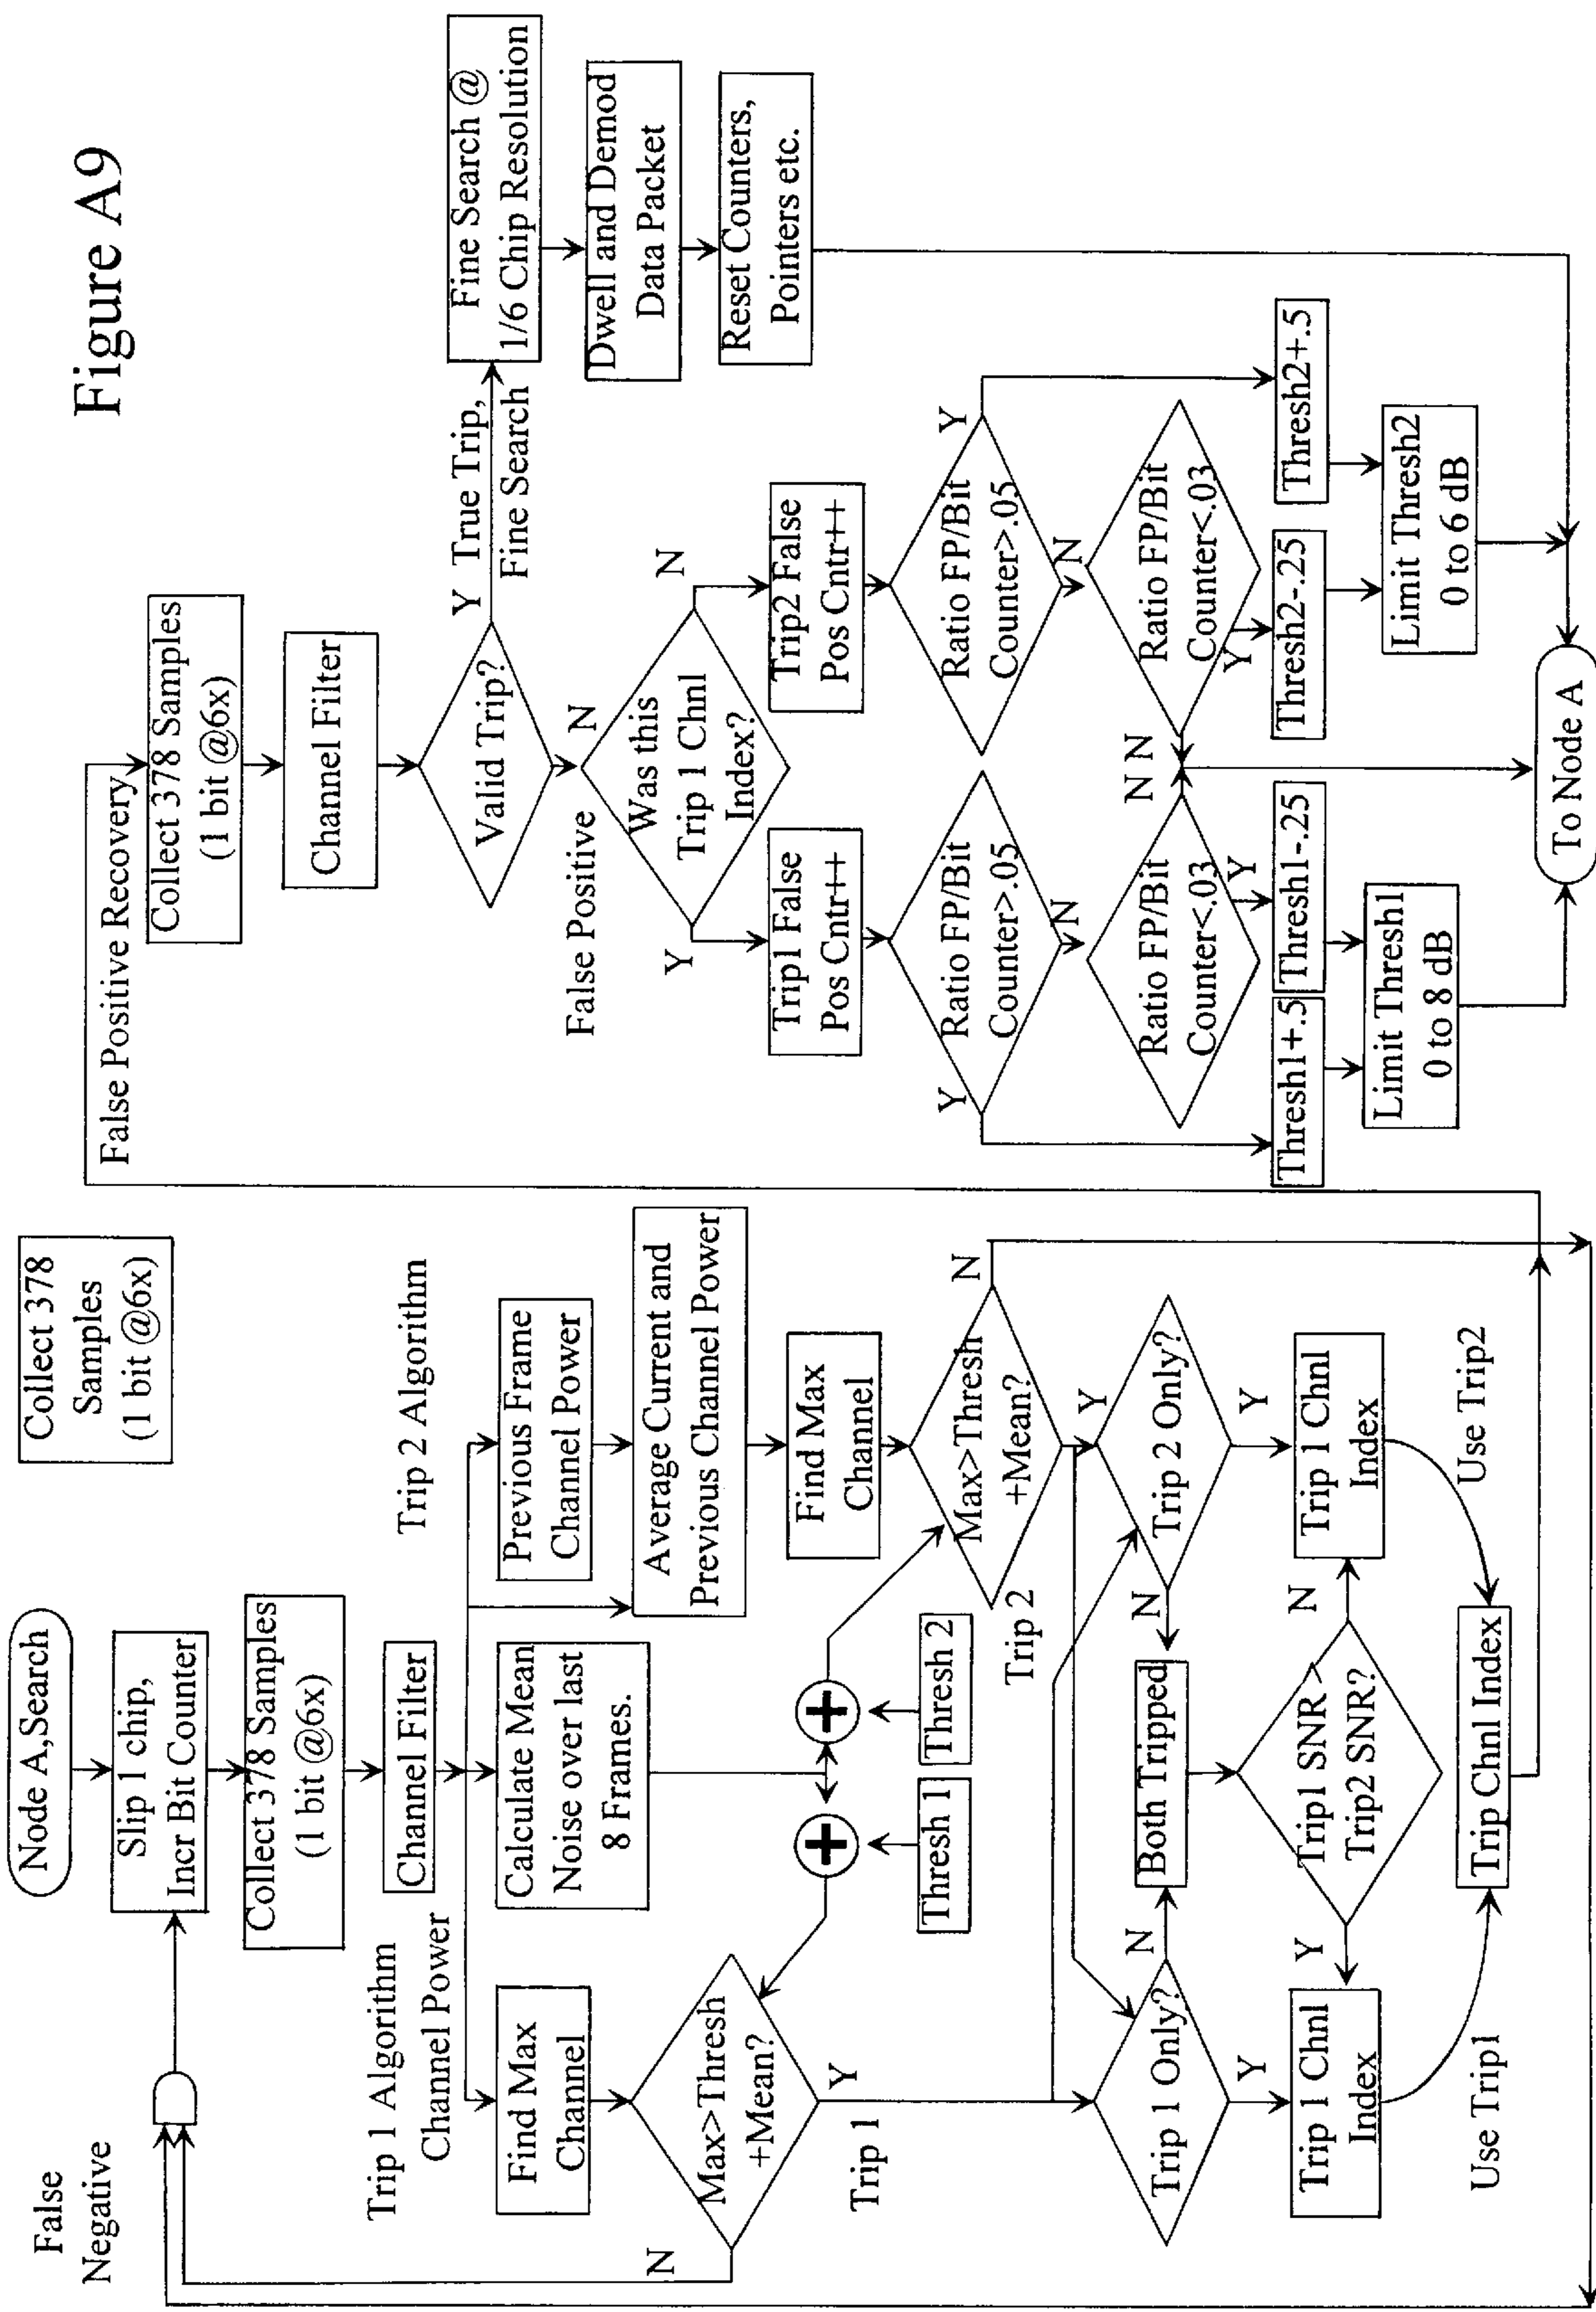 Figure A9
False
Negative
Node A,Search
Slip 1 chip,
Incr Bit Counter
Collect 378 Samples
(1 bit @6x)
Channel Filter
Collect 378
Samples
(1 bit @6x)
Trip 1 Algorithm
Channel Power
Trip 2 Algorithm
Find Max
Channel
Calculate Mean
Noise over last
8 Frames.
Previous Frame
Channel Power
Average Current and
Previous Channel Power
Find Max
Channel
Max>Thresh
+Mean?
N
Y
Trip 1
Thresh 1
Thresh 2
Max>Thresh
+Mean?
N
Y
Trip 2
Trip 1 Only?
N
Y
Both Tripped
Trip 2 Only?
N
Y
Trip 1 Chnl
Index
Y
Trip1 SNR >
Trip2 SNR?
N
Trip 1 Chnl
Index
Use Trip1
Trip Chnl Index
Use Trip2
False Positive Recovery
Collect 378 Samples
(1 bit @6x)
Channel Filter
Valid Trip?
Y True Trip,
Fine Search
Fine Search @
1/6 Chip Resolution
Dwell and Demod
Data Packet
Reset Counters,
Pointers etc.
N
False Positive
Was this
Trip 1 Chnl
Index?
Y
N
Trip1 False
Pos Cntr++
Trip2 False
Pos Cntr++
Ratio FP/Bit
Counter>.05
Y
N
Ratio FP/Bit
Counter>.05
Y
N
Ratio FP/Bit
Counter<.03
N
Y
Ratio FP/Bit
Counter<.03
N
Y
Thresh1+.5
Thresh1-.25
Thresh2-.25
Thresh2+.5
Limit Thresh1
0 to 8 dB
Limit Thresh2
0 to 6 dB
To Node A